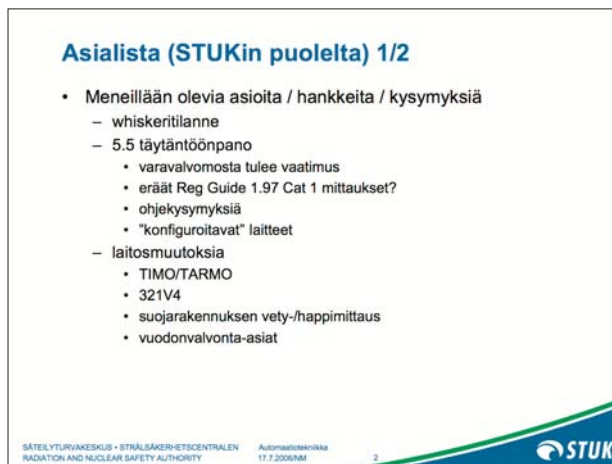 Asialista (STUKin puolelta) 1/2
• Meneillään olevia asioita / hankkeita / kysymyksiä
– whiskeritilanne
– 5.5 täytäntöönpano
• varavalvomosta tulee vaatimus
• eräät Reg Guide 1.97 Cat 1 mittaukset?
• ohjekysymyksiä
• "konfiguroitavat" laitteet
– laitosmuutoksia
• TIMO/TARMO
• 321V4
• suojarakennuksen vety-/happimittaus
• vuodonvalvonta-asiat
SÄTEILYTURVAKESKUS • STRÅLSÄKERHETSCENTRALEN
RADIATION AND NUCLEAR SAFETY AUTHORITY
Automaatiotekniikka
17.7.2008/NM
2
STUK